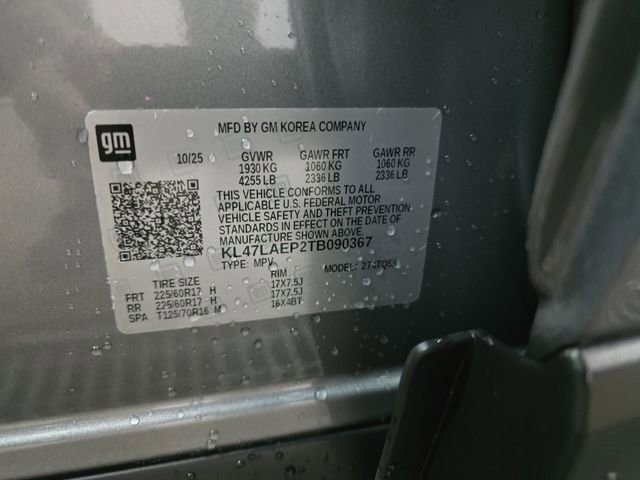 gm
MFD BY GM KOREA COMPANY
10/25 GVWR GAWR FRT GAWR RR
1930 KG 1060 KG 1060 KG
4255 LB 2336 LB 2336 LB
THIS VEHICLE CONFORMS TO ALL
APPLICABLE U.S. FEDERAL MOTOR
VEHICLE SAFETY AND THEFT PREVENTION
STANDARDS IN EFFECT ON THE DATE OF
MANUFACTURE SHOWN ABOVE.
KL47LAEP2TB090367
TYPE: MPV MODEL:
TIRE SIZE RIM
FRT 225/60R17 H 17X7.5J
RR 225/60R17 H 17X7.5J
SPA T125/70R16 M 16X4BT